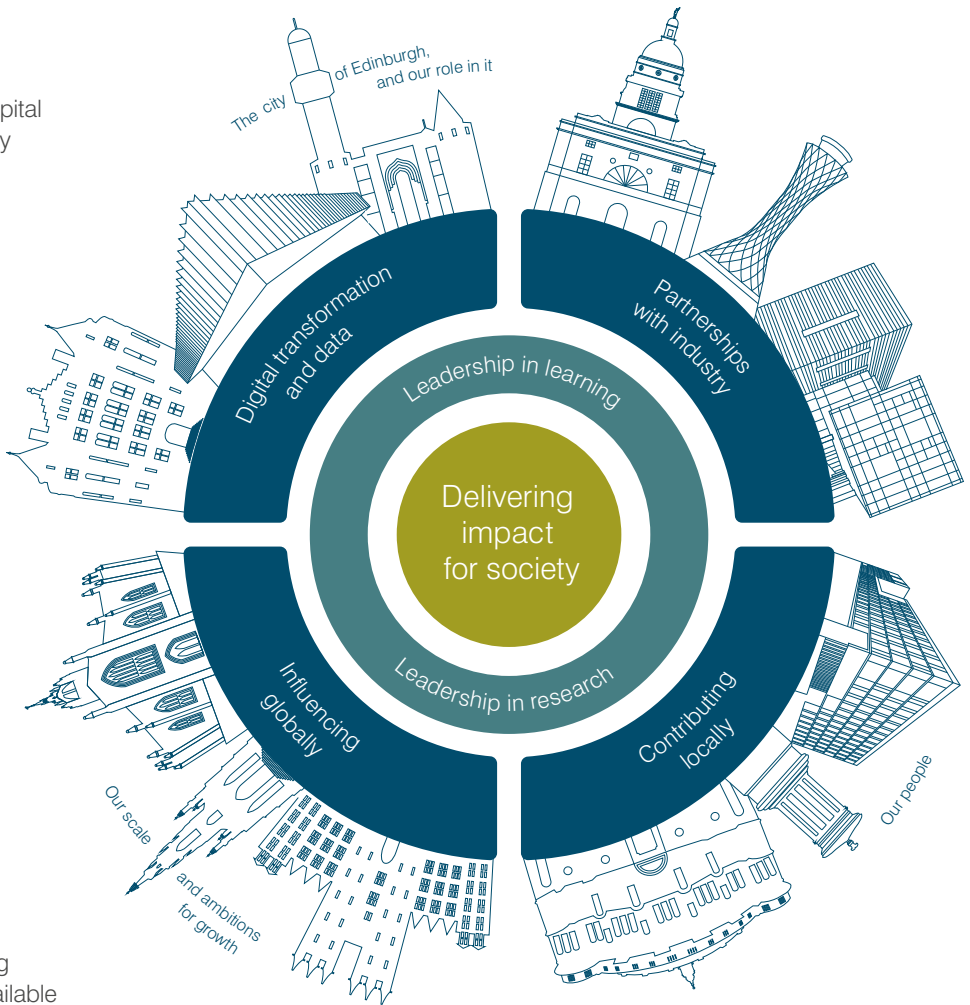 The city of Edinburgh,
and our role in it
Digital transformation
and data
Partnerships
with industry
Leadership in learning
Delivering
impact
for society
Leadership in research
Influencing
globally
Contributing
locally
Our scale
and ambitions
for growth
Our people